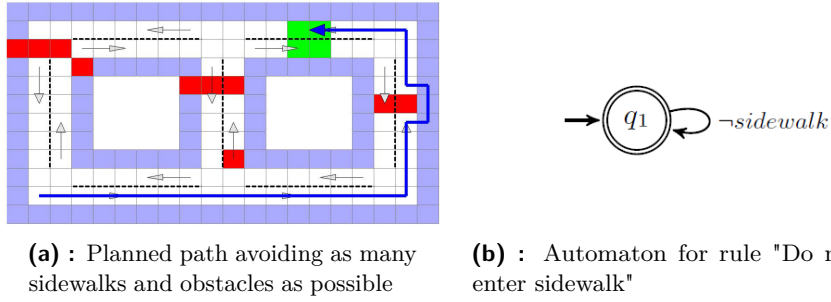 q1
¬sidewalk
(a) : Planned path avoiding as many
sidewalks and obstacles as possible
(b) : Automaton for rule "Do
enter sidewalk"